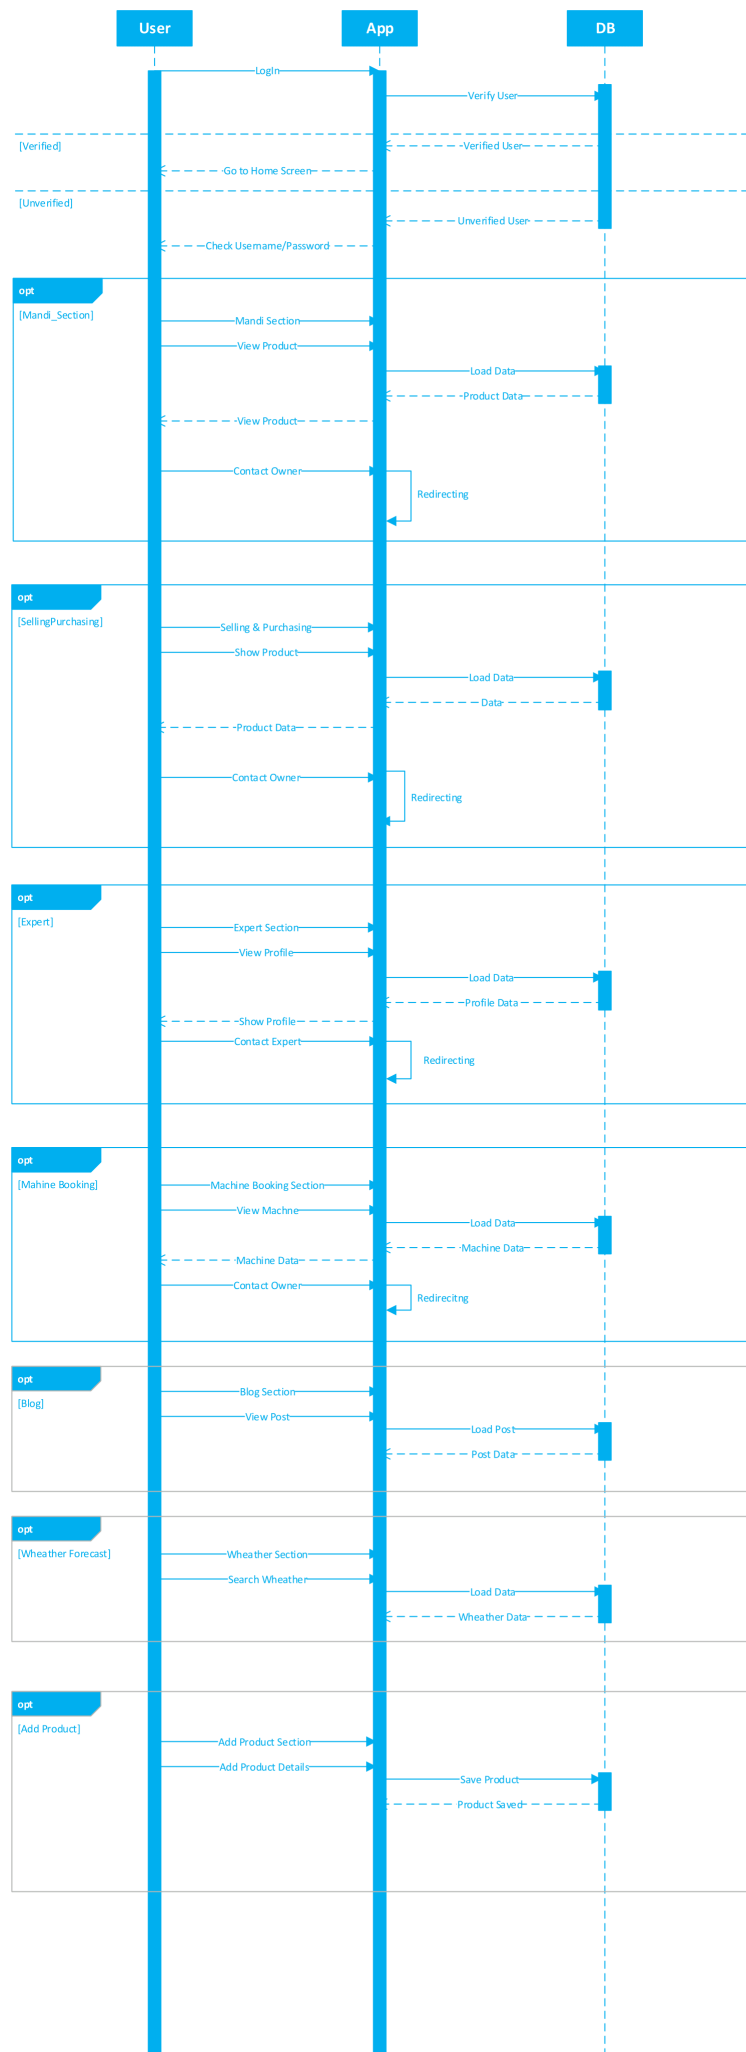 User
App
DB
LogIn
Verify User
[Verified]
Verified User
Go to Home Screen
[Unverified]
Unverified User
Check Username/Password
opt
[Mandi_Section]
Mandi Section
View Product
Load Data
Product Data
View Product
Contact Owner
Redirecting
opt
[SellingPurchasing]
Selling & Purchasing
Show Product
Load Data
Data
Product Data
Contact Owner
Redirecting
opt
[Expert]
Expert Section
View Profile
Load Data
Profile Data
Show Profile
Contact Expert
Redirecting
opt
[Mahine Booking]
Machine Booking Section
View Machne
Load Data
Machine Data
Machine Data
Contact Owner
Redirecitng
opt
[Blog]
Blog Section
View Post
Load Post
Post Data
opt
[Wheather Forecast]
Wheather Section
Search Wheather
Load Data
Wheather Data
opt
[Add Product]
Add Product Section
Add Product Details
Save Product
Product Saved